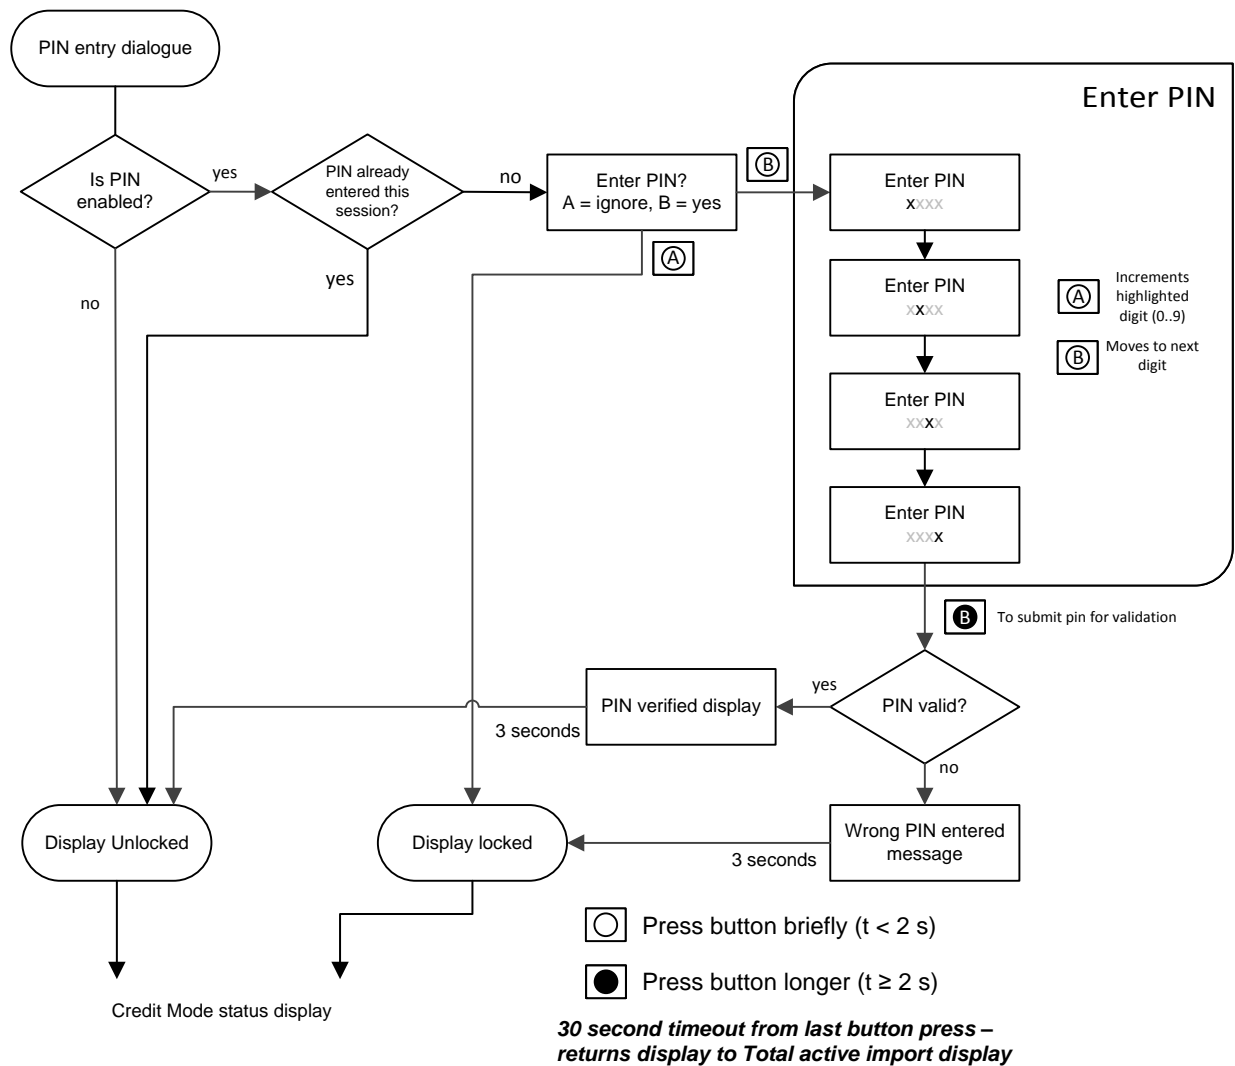 PIN entry dialogue
Enter PIN
Is PIN
enabled?
yes
PIN already
entered this
session?
no
Enter PIN?
A = ignore, B = yes
B
Enter PIN
xxxx
A
yes
no
Enter PIN
xxxx
A
Increments
highlighted
digit (0..9)
B
Moves to next
digit
Enter PIN
xxxx
Enter PIN
xxxx
B
To submit pin for validation
PIN valid?
yes
PIN verified display
3 seconds
no
Display Unlocked
Display locked
Wrong PIN entered
message
3 seconds
Press button briefly (t < 2 s)
Press button longer (t ≥ 2 s)
Credit Mode status display
30 second timeout from last button press –
returns display to Total active import display